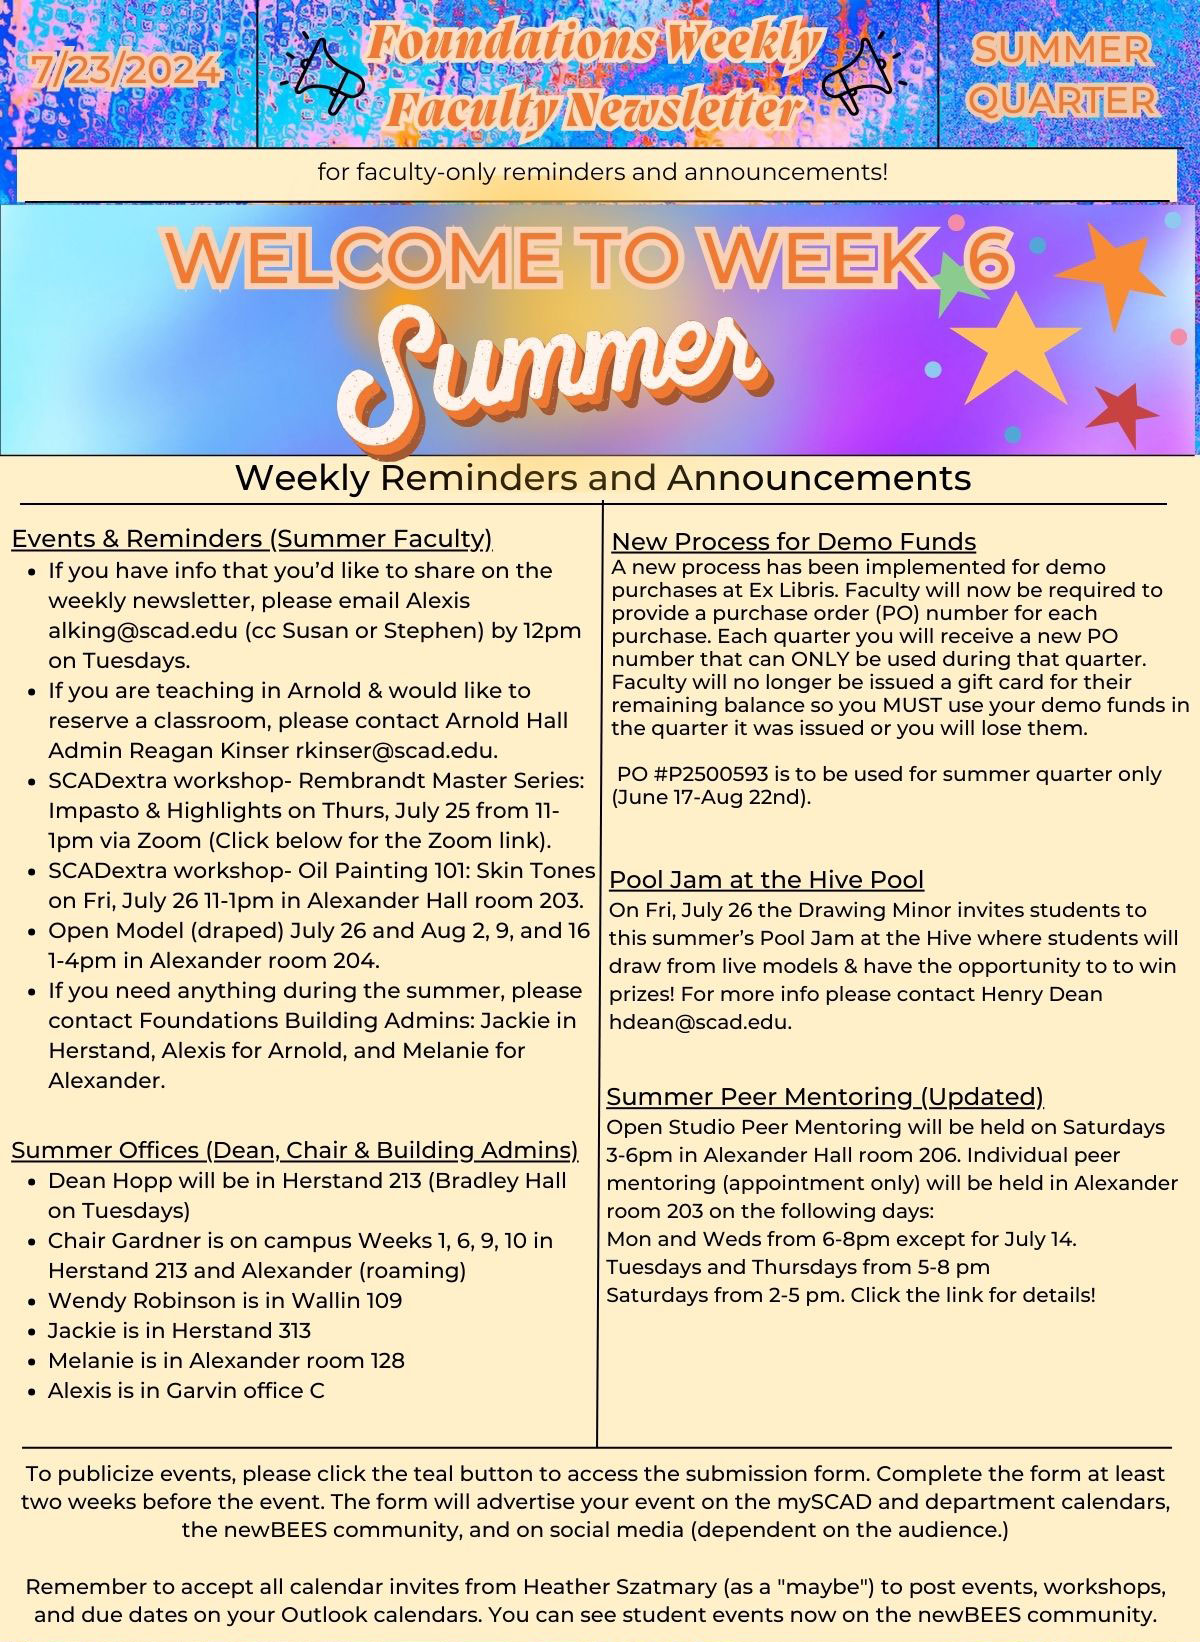 7/23/2024
Foundations Weekly
Faculty Newsletter
SUMMER
QUARTER
for faculty-only reminders and announcements!
WELCOME TO WEEK 6
Summer
Weekly Reminders and Announcements
Events & Reminders (Summer Faculty)
• If you have info that you’d like to share on the
weekly newsletter, please email Alexis
alking@scad.edu (cc Susan or Stephen) by 12pm
on Tuesdays.
• If you are teaching in Arnold & would like to
reserve a classroom, please contact Arnold Hall
Admin Reagan Kinser rkinser@scad.edu.
• SCADextra workshop- Rembrandt Master Series:
Impasto & Highlights on Thurs, July 25 from 11-
1pm via Zoom (Click below for the Zoom link).
• SCADextra workshop- Oil Painting 101: Skin Tones
on Fri, July 26 11-1pm in Alexander Hall room 203.
• Open Model (draped) July 26 and Aug 2, 9, and 16
1-4pm in Alexander room 204.
• If you need anything during the summer, please
contact Foundations Building Admins: Jackie in
Herstand, Alexis for Arnold, and Melanie for
Alexander.
Summer Offices (Dean, Chair & Building Admins)
• Dean Hopp will be in Herstand 213 (Bradley Hall
on Tuesdays)
• Chair Gardner is on campus Weeks 1, 6, 9, 10 in
Herstand 213 and Alexander (roaming)
• Wendy Robinson is in Wallin 109
• Jackie is in Herstand 313
• Melanie is in Alexander room 128
• Alexis is in Garvin office C
New Process for Demo Funds
A new process has been implemented for demo
purchases at Ex Libris. Faculty will now be required to
provide a purchase order (PO) number for each
purchase. Each quarter you will receive a new PO
number that can ONLY be used during that quarter.
Faculty will no longer be issued a gift card for their
remaining balance so you MUST use your demo funds in
the quarter it was issued or you will lose them.
PO #P2500593 is to be used for summer quarter only
(June 17-Aug 22nd).
Pool Jam at the Hive Pool
On Fri, July 26 the Drawing Minor invites students to
this summer’s Pool Jam at the Hive where students will
draw from live models & have the opportunity to to win
prizes! For more info please contact Henry Dean
hdean@scad.edu.
Summer Peer Mentoring (Updated)
Open Studio Peer Mentoring will be held on Saturdays
3-6pm in Alexander Hall room 206. Individual peer
mentoring (appointment only) will be held in Alexander
room 203 on the following days:
Mon and Weds from 6-8pm except for July 14.
Tuesdays and Thursdays from 5-8 pm
Saturdays from 2-5 pm. Click the link for details!
To publicize events, please click the teal button to access the submission form. Complete the form at least
two weeks before the event. The form will advertise your event on the mySCAD and department calendars,
the newBEES community, and on social media (dependent on the audience.)
Remember to accept all calendar invites from Heather Szatmary (as a "maybe") to post events, workshops,
and due dates on your Outlook calendars. You can see student events now on the newBEES community.